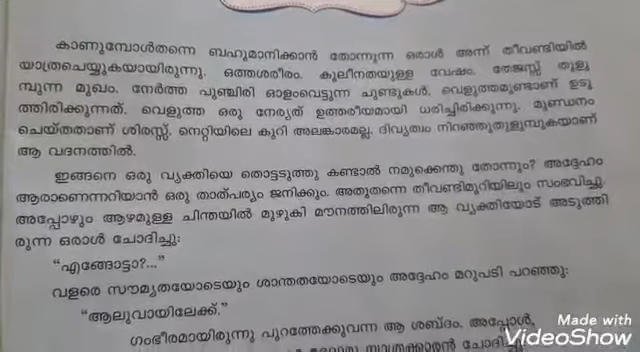 കാണുമ്പോൾതന്നെ ബഹുമാനിക്കാൻ തോന്നുന്ന ഒരാൾ അന്ന് തീവണ്ടിയിൽ
യാത്രചെയ്യുകയായിരുന്നു. ഒത്തശരീരം. കുലീനതയുള്ള വേഷം. തേജസ്സ് തുളു
മ്പുന്ന മുഖം. നേർത്ത പുഞ്ചിരി ഓളംവെട്ടുന്ന ചുണ്ടുകൾ. വെളുത്തമുണ്ടാണ് ഉടു
ത്തിരിക്കുന്നത്. വെളുത്ത ഒരു നേര്യത് ഉത്തരീയമായി ധരിച്ചിരിക്കുന്നു. മുണ്ഡനം
ചെയ്തതാണ് ശിരസ്സ്. നെറ്റിയിലെ കുറി അലങ്കാരമല്ല. ദിവ്യത്വം നിറഞ്ഞുതുളുമ്പുകയാണ്
ആ വദനത്തിൽ.
ഇങ്ങനെ ഒരു വ്യക്തിയെ തൊട്ടടുത്തു കണ്ടാൽ നമുക്കെന്തു തോന്നും? അദ്ദേഹം
ആരാണെന്നറിയാൻ ഒരു താത്പര്യം ജനിക്കും. അതുതന്നെ തീവണ്ടിമുറിയിലും സംഭവിച്ചു.
അപ്പോഴും ആഴമുള്ള ചിന്തയിൽ മുഴുകി മൗനത്തിലിരുന്ന ആ വ്യക്തിയോട് അടുത്തി
രുന്ന ഒരാൾ ചോദിച്ചു:
“എങ്ങോട്ടാ?...”
വളരെ സൗമ്യതയോടെയും ശാന്തതയോടെയും അദ്ദേഹം മറുപടി പറഞ്ഞു:
“ആലുവായിലേക്ക്.”
ഗംഭീരമായിരുന്നു പുറത്തേക്കുവന്ന ആ ശബ്ദം. അപ്പോൾ,
യാത്രക്കാരൻ ചോദിച്ചു:
Made with
VideoShow